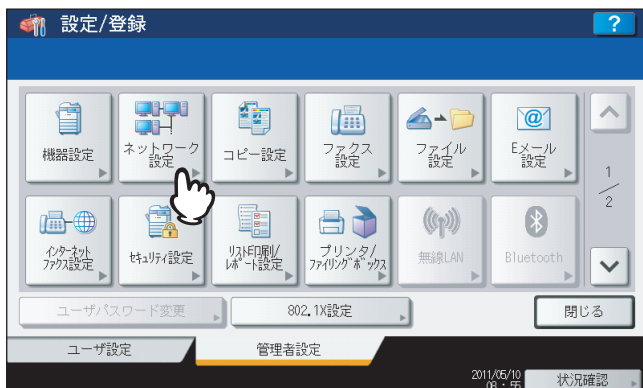 設定/登録
?
機器設定
ネットワーク
設定
コピー設定
ファクス
設定
ファイル
設定
@
Eメール
設定
1
2
インターネット
ファクス設定
セキュリティ設定
リスト印刷/
レポート設定
プリンタ/
ファイリングボックス
無線LAN
Bluetooth
ユーザパスワード変更
802.1X設定
閉じる
ユーザ設定
管理者設定
2011/05/10
08:55
状況確認